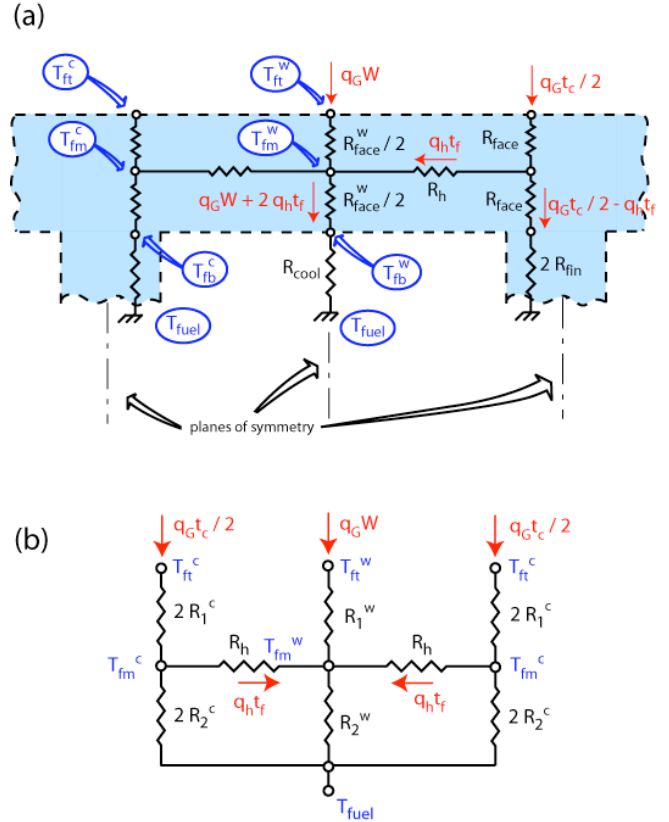 (a)
T_ft^c
T_ft^w
q_G W
q_G t_c / 2
T_fm^c
T_fm^w
R_face^w / 2
q_h t_f
R_face
q_G W + 2 q_h t_f
R_face^w / 2
R_h
R_face
q_G t_c / 2 - q_h t_f
T_fb^c
R_cool
T_fb^w
2 R_fin
T_fuel
T_fuel
planes of symmetry
(b)
q_G t_c / 2
q_G W
q_G t_c / 2
T_ft^c
T_ft^w
T_ft^c
2 R_1^c
R_1^w
2 R_1^c
R_h
T_fm^w
R_h
T_fm^c
T_fm^c
q_h t_f
q_h t_f
2 R_2^c
R_2^w
2 R_2^c
T_fuel